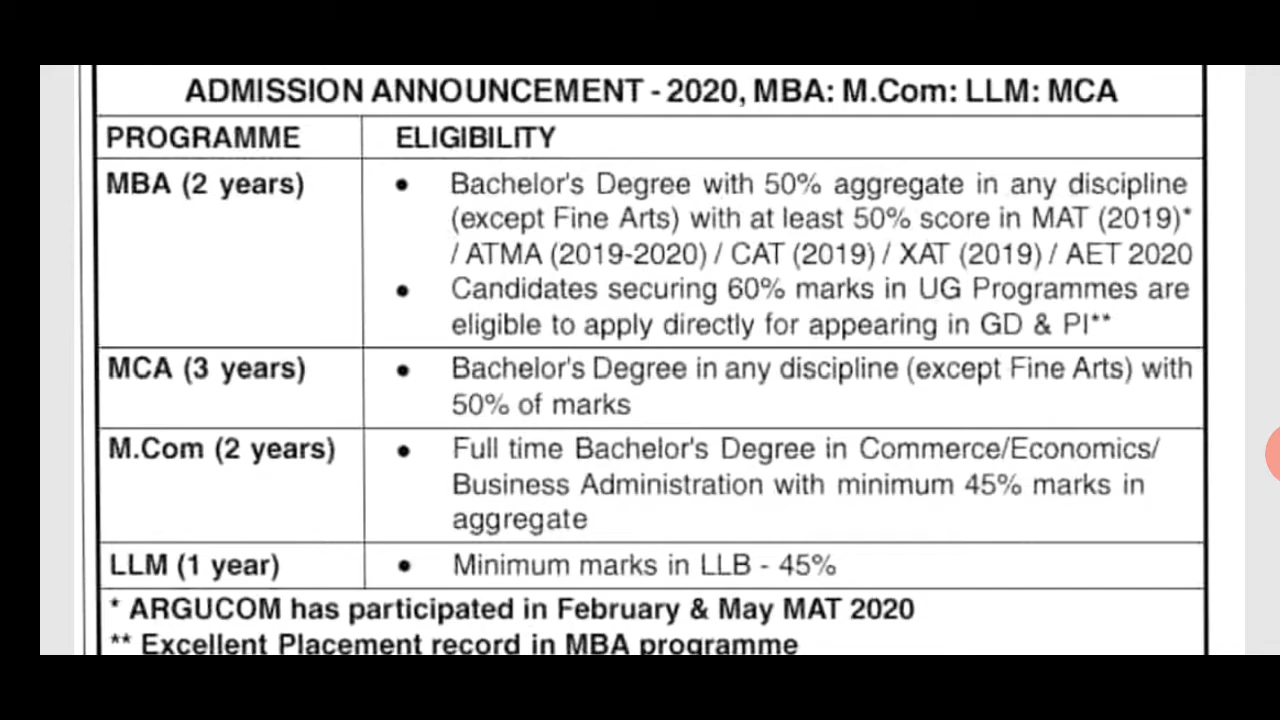 ADMISSION ANNOUNCEMENT - 2020, MBA: M.Com: LLM: MCA
PROGRAMME ELIGIBILITY
MBA (2 years) • Bachelor's Degree with 50% aggregate in any discipline
(except Fine Arts) with at least 50% score in MAT (2019)*
/ ATMA (2019-2020) / CAT (2019) / XAT (2019) / AET 2020
• Candidates securing 60% marks in UG Programmes are
eligible to apply directly for appearing in GD & PI**
MCA (3 years) • Bachelor's Degree in any discipline (except Fine Arts) with
50% of marks
M.Com (2 years) • Full time Bachelor's Degree in Commerce/Economics/
Business Administration with minimum 45% marks in
aggregate
LLM (1 year) • Minimum marks in LLB - 45%
* ARGUCOM has participated in February & May MAT 2020
** Excellent Placement record in MBA programme